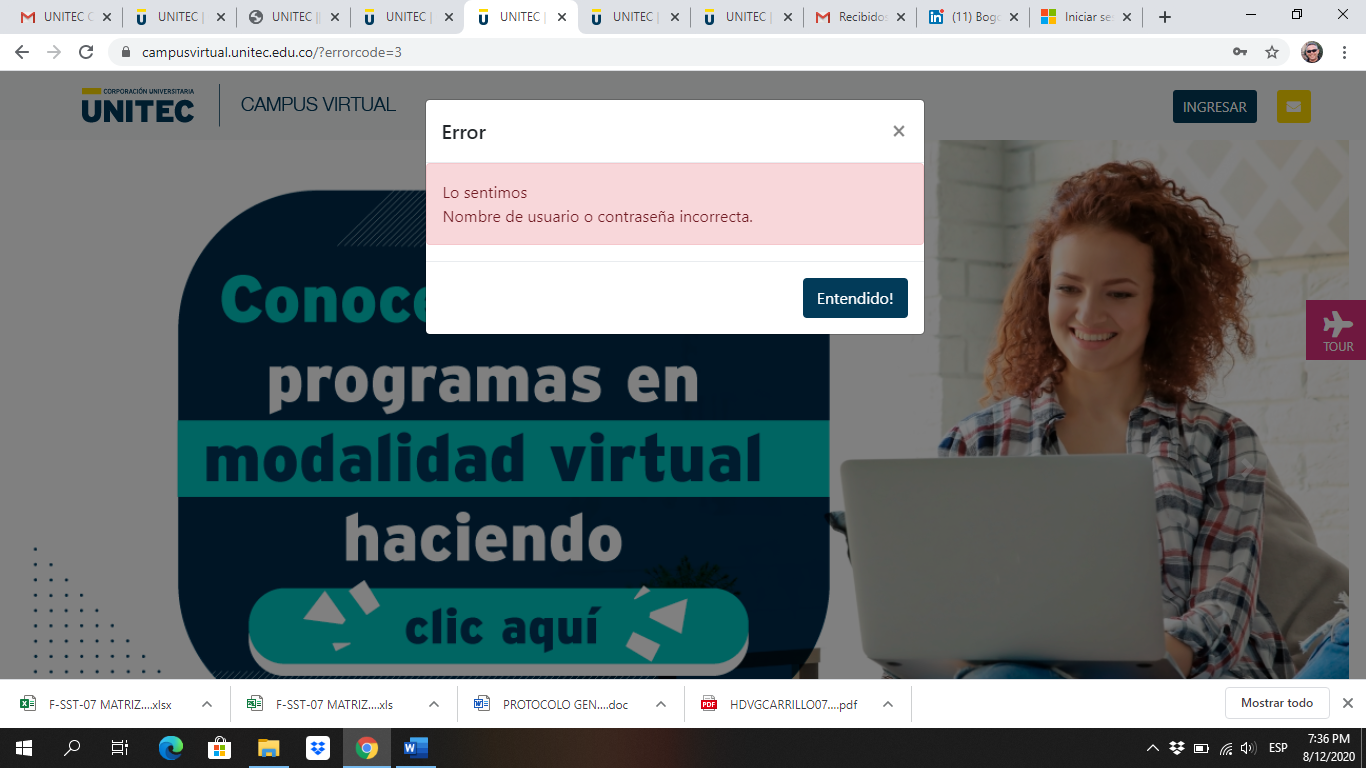 UNITEC C
UNITEC |
UNITEC ||
UNITEC |
UNITEC |
UNITEC |
UNITEC |
Recibidos
(11) Bogo
Iniciar se
campusvirtual.unitec.edu.co/?errorcode=3
CORPORACIÓN UNIVERSITARIA
UNITEC
CAMPUS VIRTUAL
INGRESAR
Error
×
Lo sentimos
Nombre de usuario o contraseña incorrecta.
Entendido!
Conoce
programas en
modalidad virtual
haciendo
clic aquí
TOUR
F-SST-07 MATRIZ....xlsx
F-SST-07 MATRIZ....xls
PROTOCOLO GEN....doc
HDVGCARRILLO07....pdf
Mostrar todo
ESP
7:36 PM
8/12/2020